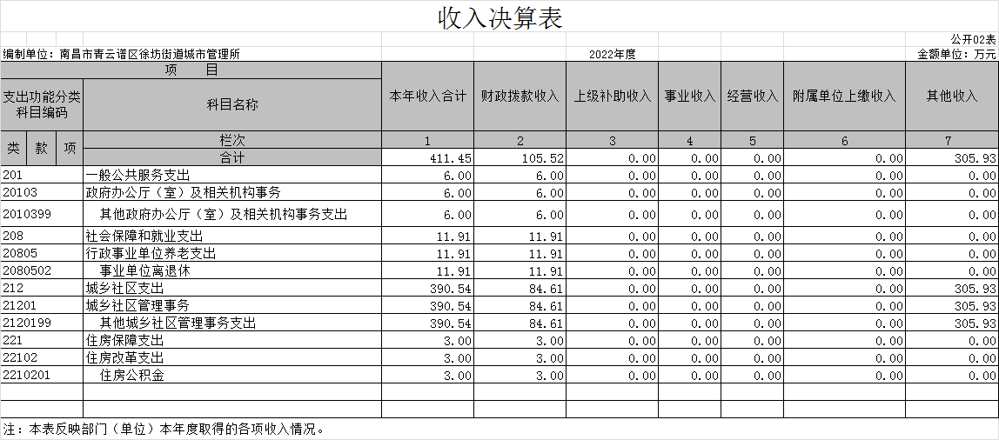 收入决算表
公开02表
编制单位：南昌市青云谱区徐坊街道城市管理所 2022年度 金额单位：万元
项 目
支出功能分类科目编码 科目名称 本年收入合计 财政拨款收入 上级补助收入 事业收入 经营收入 附属单位上缴收入 其他收入
类 款 项 栏次 1 2 3 4 5 6 7
合计 411.45 105.52 0.00 0.00 0.00 0.00 305.93
201 一般公共服务支出 6.00 6.00 0.00 0.00 0.00 0.00 0.00
20103 政府办公厅（室）及相关机构事务 6.00 6.00 0.00 0.00 0.00 0.00 0.00
2010399 其他政府办公厅（室）及相关机构事务支出 6.00 6.00 0.00 0.00 0.00 0.00 0.00
208 社会保障和就业支出 11.91 11.91 0.00 0.00 0.00 0.00 0.00
20805 行政事业单位养老支出 11.91 11.91 0.00 0.00 0.00 0.00 0.00
2080502 事业单位离退休 11.91 11.91 0.00 0.00 0.00 0.00 0.00
212 城乡社区支出 390.54 84.61 0.00 0.00 0.00 0.00 305.93
21201 城乡社区管理事务 390.54 84.61 0.00 0.00 0.00 0.00 305.93
2120199 其他城乡社区管理事务支出 390.54 84.61 0.00 0.00 0.00 0.00 305.93
221 住房保障支出 3.00 3.00 0.00 0.00 0.00 0.00 0.00
22102 住房改革支出 3.00 3.00 0.00 0.00 0.00 0.00 0.00
2210201 住房公积金 3.00 3.00 0.00 0.00 0.00 0.00 0.00
注：本表反映部门（单位）本年度取得的各项收入情况。